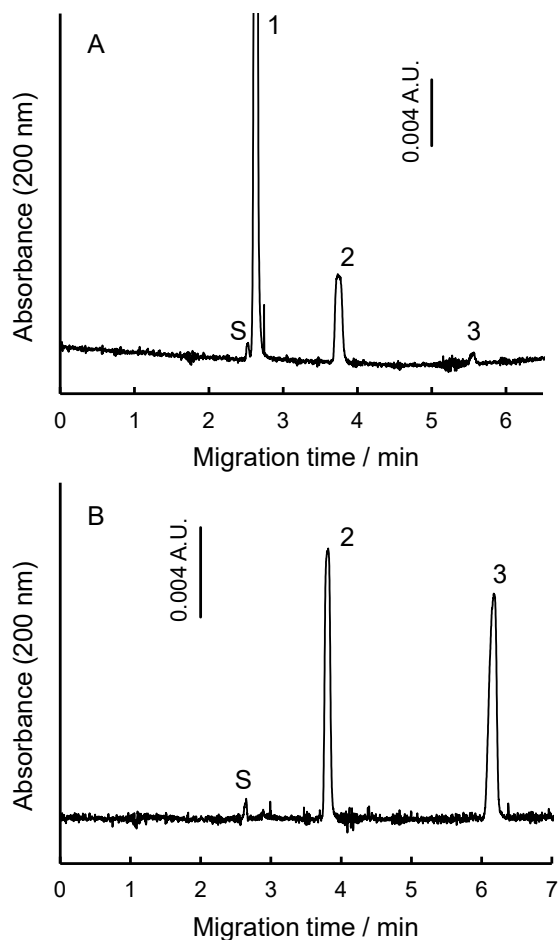 A
1
0.004 A.U.
2
S
3
Absorbance (200 nm)
0 1 2 3 4 5 6
Migration time / min
B
0.004 A.U.
2
3
S
Absorbance (200 nm)
0 1 2 3 4 5 6 7
Migration time / min